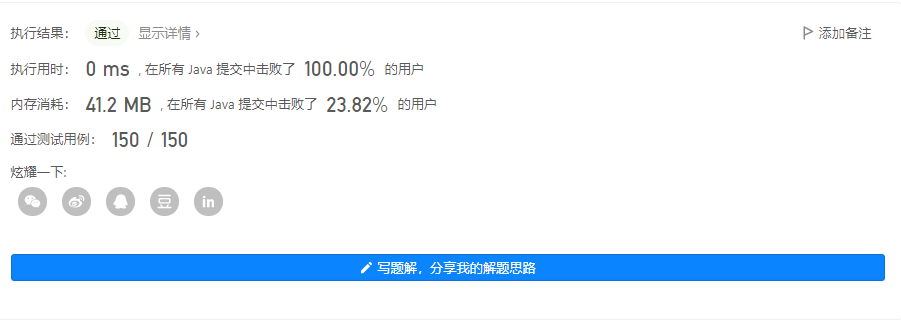 执行结果： 通过 显示详情 › 添加备注
执行用时： 0 ms , 在所有 Java 提交中击败了 100.00% 的用户
内存消耗： 41.2 MB , 在所有 Java 提交中击败了 23.82% 的用户
通过测试用例： 150 / 150
炫耀一下:
豆 in
写题解，分享我的解题思路